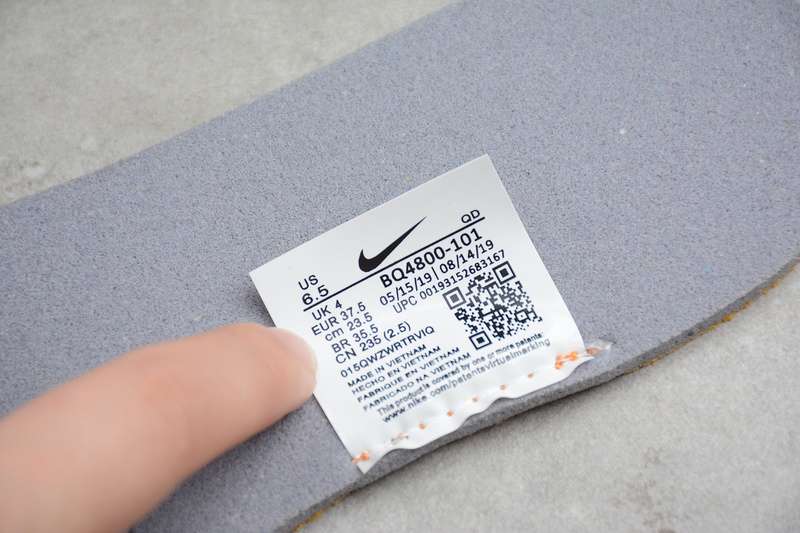 US
6.5
QD
BQ4800-101
UK 4
05/15/19 | 08/14/19
EUR 37.5
UPC 00193152683167
cm 23.5
BR 35.5
CN 235 (2.5)
015QWZWRTRVIQ
MADE IN VIETNAM
HECHO EN VIETNAM
FABRIQUE EN VIETNAM
FABRICADO NA VIETNAM
This product is covered by one or more patents:
www.nike.com/patentsvirtualmarking